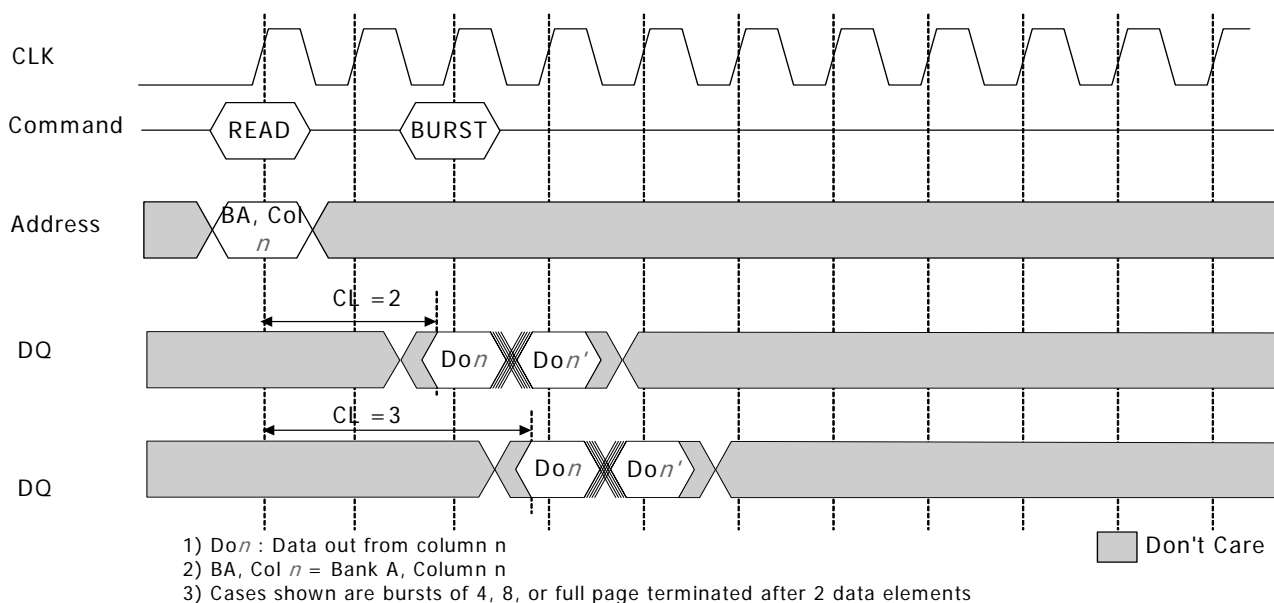 CLK
Command
READ
BURST
Address
BA, Col
n
CL =2
DQ
Don
Don'
CL =3
DQ
Don
Don'
1) Don : Data out from column n
2) BA, Col n = Bank A, Column n
3) Cases shown are bursts of 4, 8, or full page terminated after 2 data elements
Don't Care